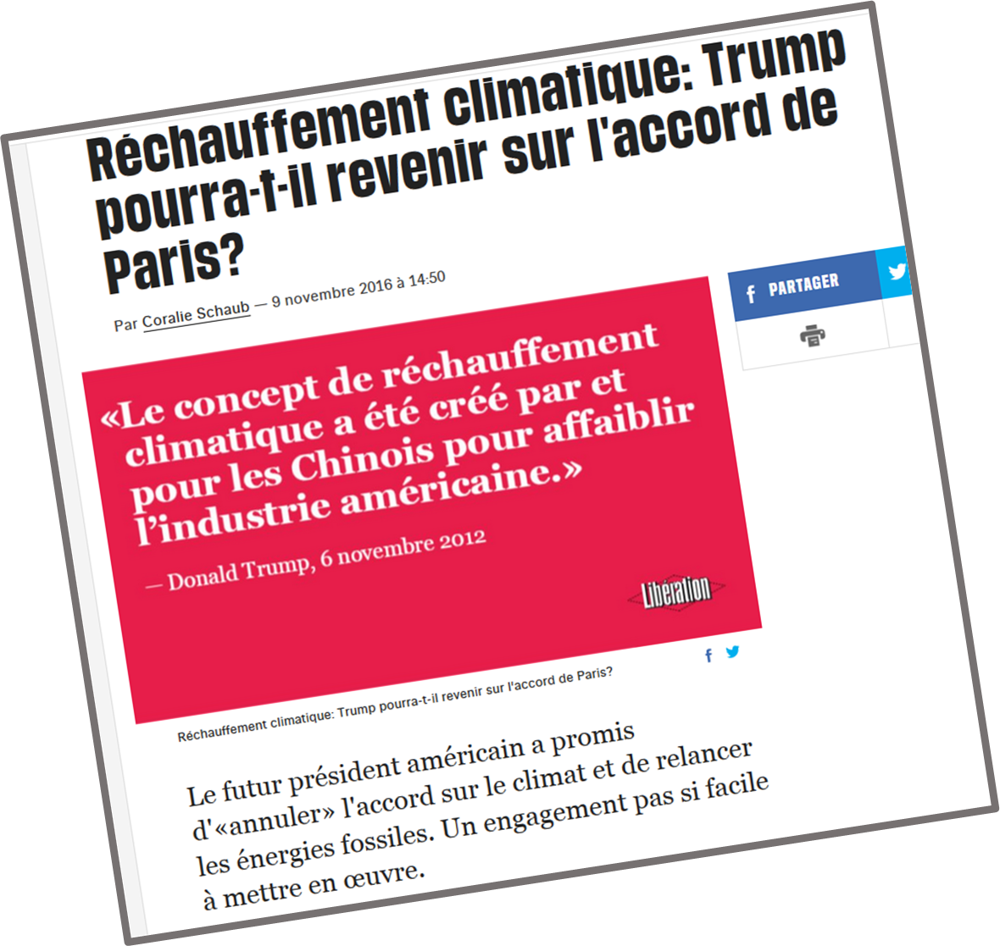 Réchauffement climatique: Trump
pourra-t-il revenir sur l'accord de
Paris?
Par Coralie Schaub — 9 novembre 2016 à 14:50
PARTAGER
«Le concept de réchauffement
climatique a été créé par et
pour les Chinois pour affaiblir
l’industrie américaine.»
— Donald Trump, 6 novembre 2012
Libération
Réchauffement climatique: Trump pourra-t-il revenir sur l'accord de Paris?
Le futur président américain a promis
d'«annuler» l'accord sur le climat et de relancer
les énergies fossiles. Un engagement pas si facile
à mettre en œuvre.